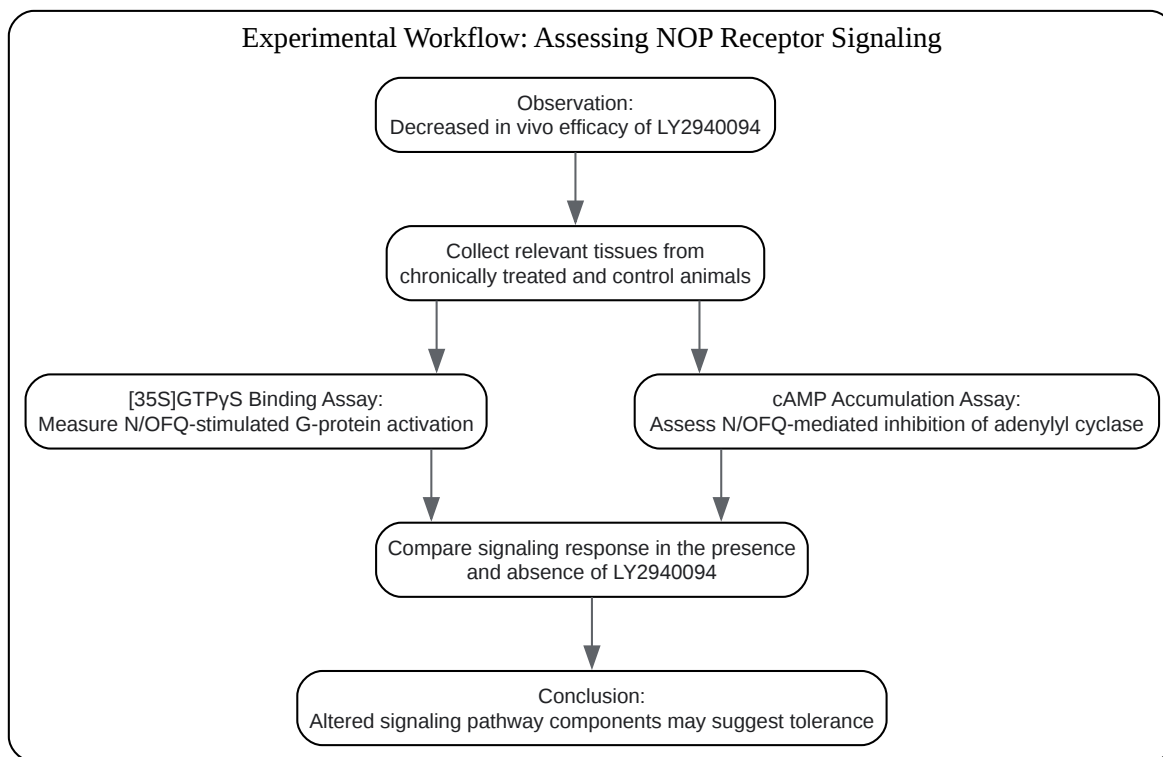 Experimental Workflow: Assessing NOP Receptor Signaling
Observation:
Decreased in vivo efficacy of LY2940094
Collect relevant tissues from
chronically treated and control animals
[35S]GTPγS Binding Assay:
Measure N/OFQ-stimulated G-protein activation
cAMP Accumulation Assay:
Assess N/OFQ-mediated inhibition of adenylyl cyclase
Compare signaling response in the presence
and absence of LY2940094
Conclusion:
Altered signaling pathway components may suggest tolerance